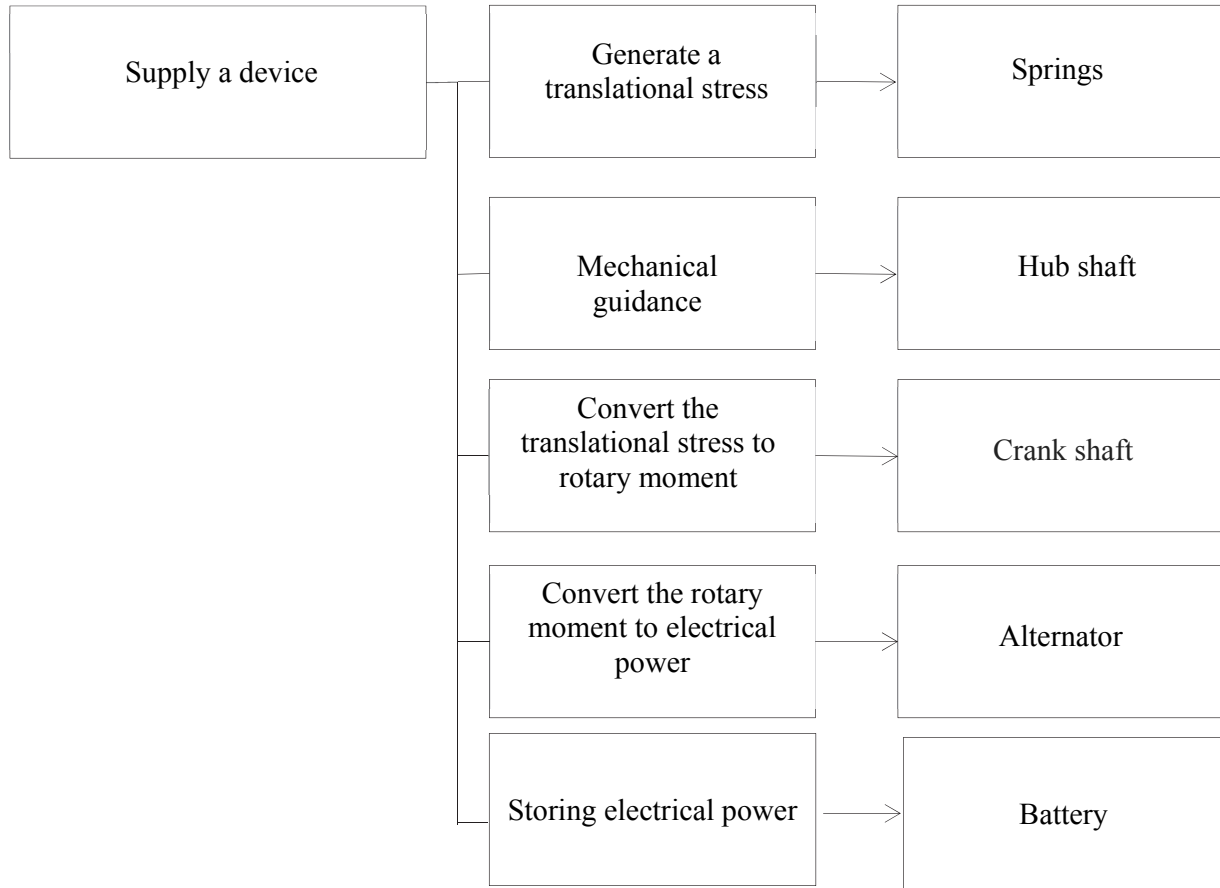 Supply a device
Generate a
translational stress
Springs
Mechanical
guidance
Hub shaft
Convert the
translational stress to
rotary moment
Crank shaft
Convert the rotary
moment to electrical
power
Alternator
Storing electrical power
Battery